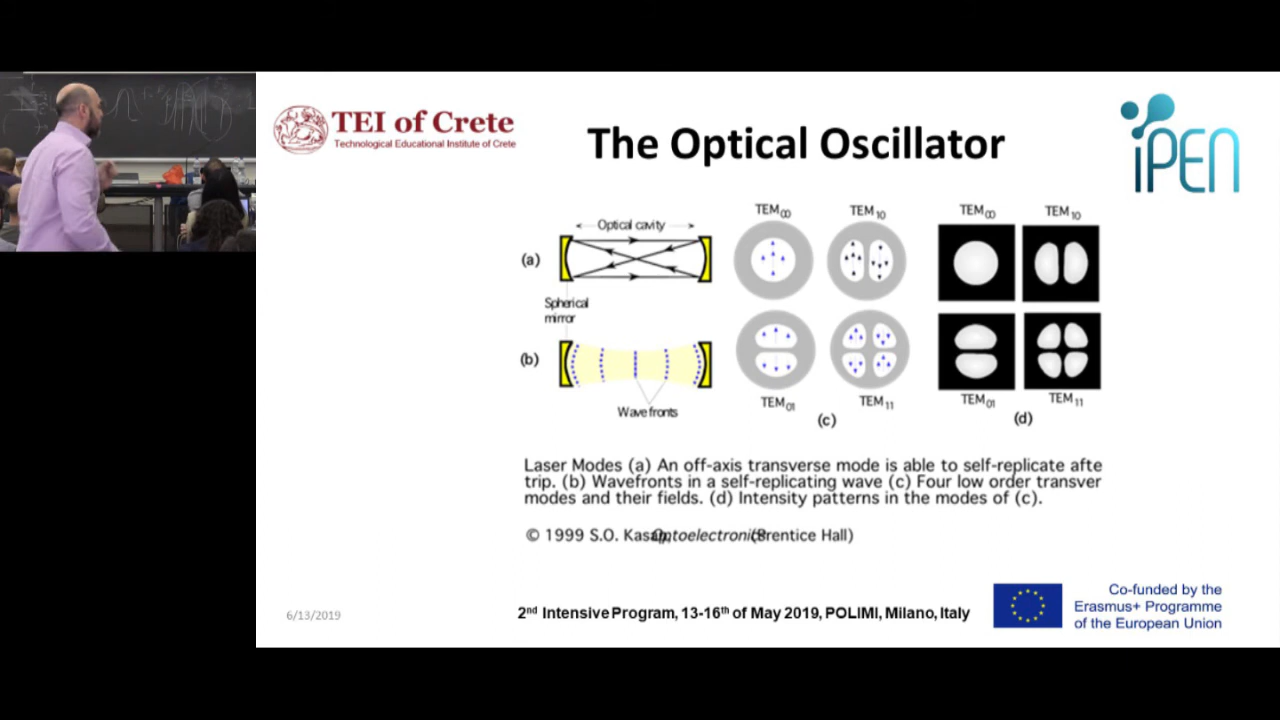 TEI of Crete
Technological Educational Institute of Crete
The Optical Oscillator
iPEN
Optical cavity
(a)
Spherical
mirror
(b)
Wave fronts
TEM00
TEM10
TEM01
TEM11
(c)
TEM00
TEM10
TEM01
TEM11
(d)
Laser Modes (a) An off-axis transverse mode is able to self-replicate afte
trip. (b) Wavefronts in a self-replicating wave (c) Four low order transver
modes and their fields. (d) Intensity patterns in the modes of (c).
© 1999 S.O. Kasap, Optoelectronics (Prentice Hall)
6/13/2019
2nd Intensive Program, 13-16th of May 2019, POLIMI, Milano, Italy
Co-funded by the
Erasmus+ Programme
of the European Union